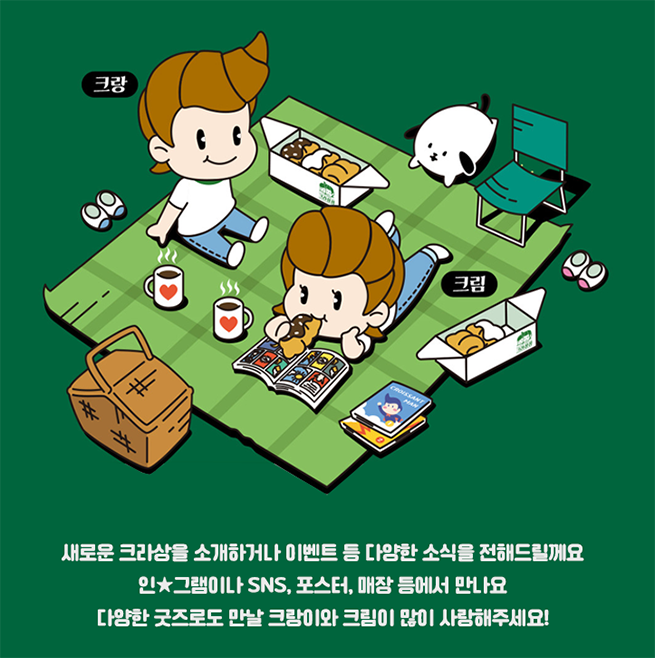 크랑
크림
CROISSANT
MAN
새로운 크라상을 소개하거나 이벤트 등 다양한 소식을 전해드릴께요
인★그램이나 SNS, 포스터, 매장 등에서 만나요
다양한 굿즈로도 만날 크랑이와 크림이 많이 사랑해주세요!